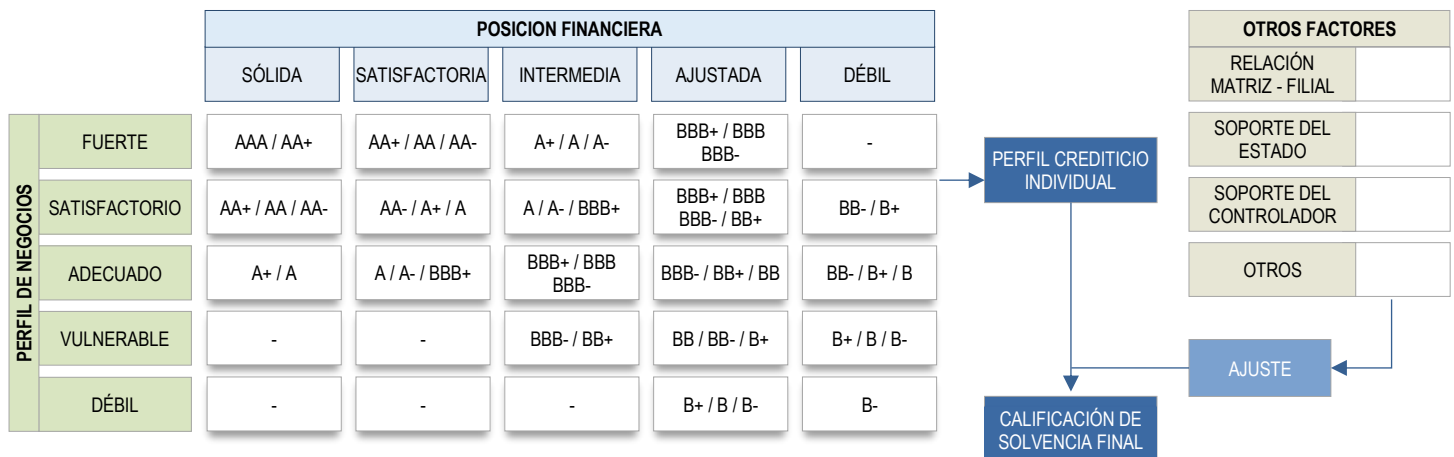 POSICION FINANCIERA
SÓLIDA
SATISFACTORIA
INTERMEDIA
AJUSTADA
DÉBIL
PERFIL DE NEGOCIOS
FUERTE
AAA / AA+
AA+ / AA / AA-
A+ / A / A-
BBB+ / BBB
BBB-
-
SATISFACTORIO
AA+ / AA / AA-
AA- / A+ / A
A / A- / BBB+
BBB+ / BBB
BBB- / BB+
BB- / B+
ADECUADO
A+ / A
A / A- / BBB+
BBB+ / BBB
BBB-
BBB- / BB+ / BB
BB- / B+ / B
VULNERABLE
-
-
BBB- / BB+
BB / BB- / B+
B+ / B / B-
DÉBIL
-
-
-
B+ / B / B-
B-
PERFIL CREDITICIO
INDIVIDUAL
OTROS FACTORES
RELACIÓN
MATRIZ - FILIAL
SOPORTE DEL
ESTADO
SOPORTE DEL
CONTROLADOR
OTROS
AJUSTE
CALIFICACIÓN DE
SOLVENCIA FINAL